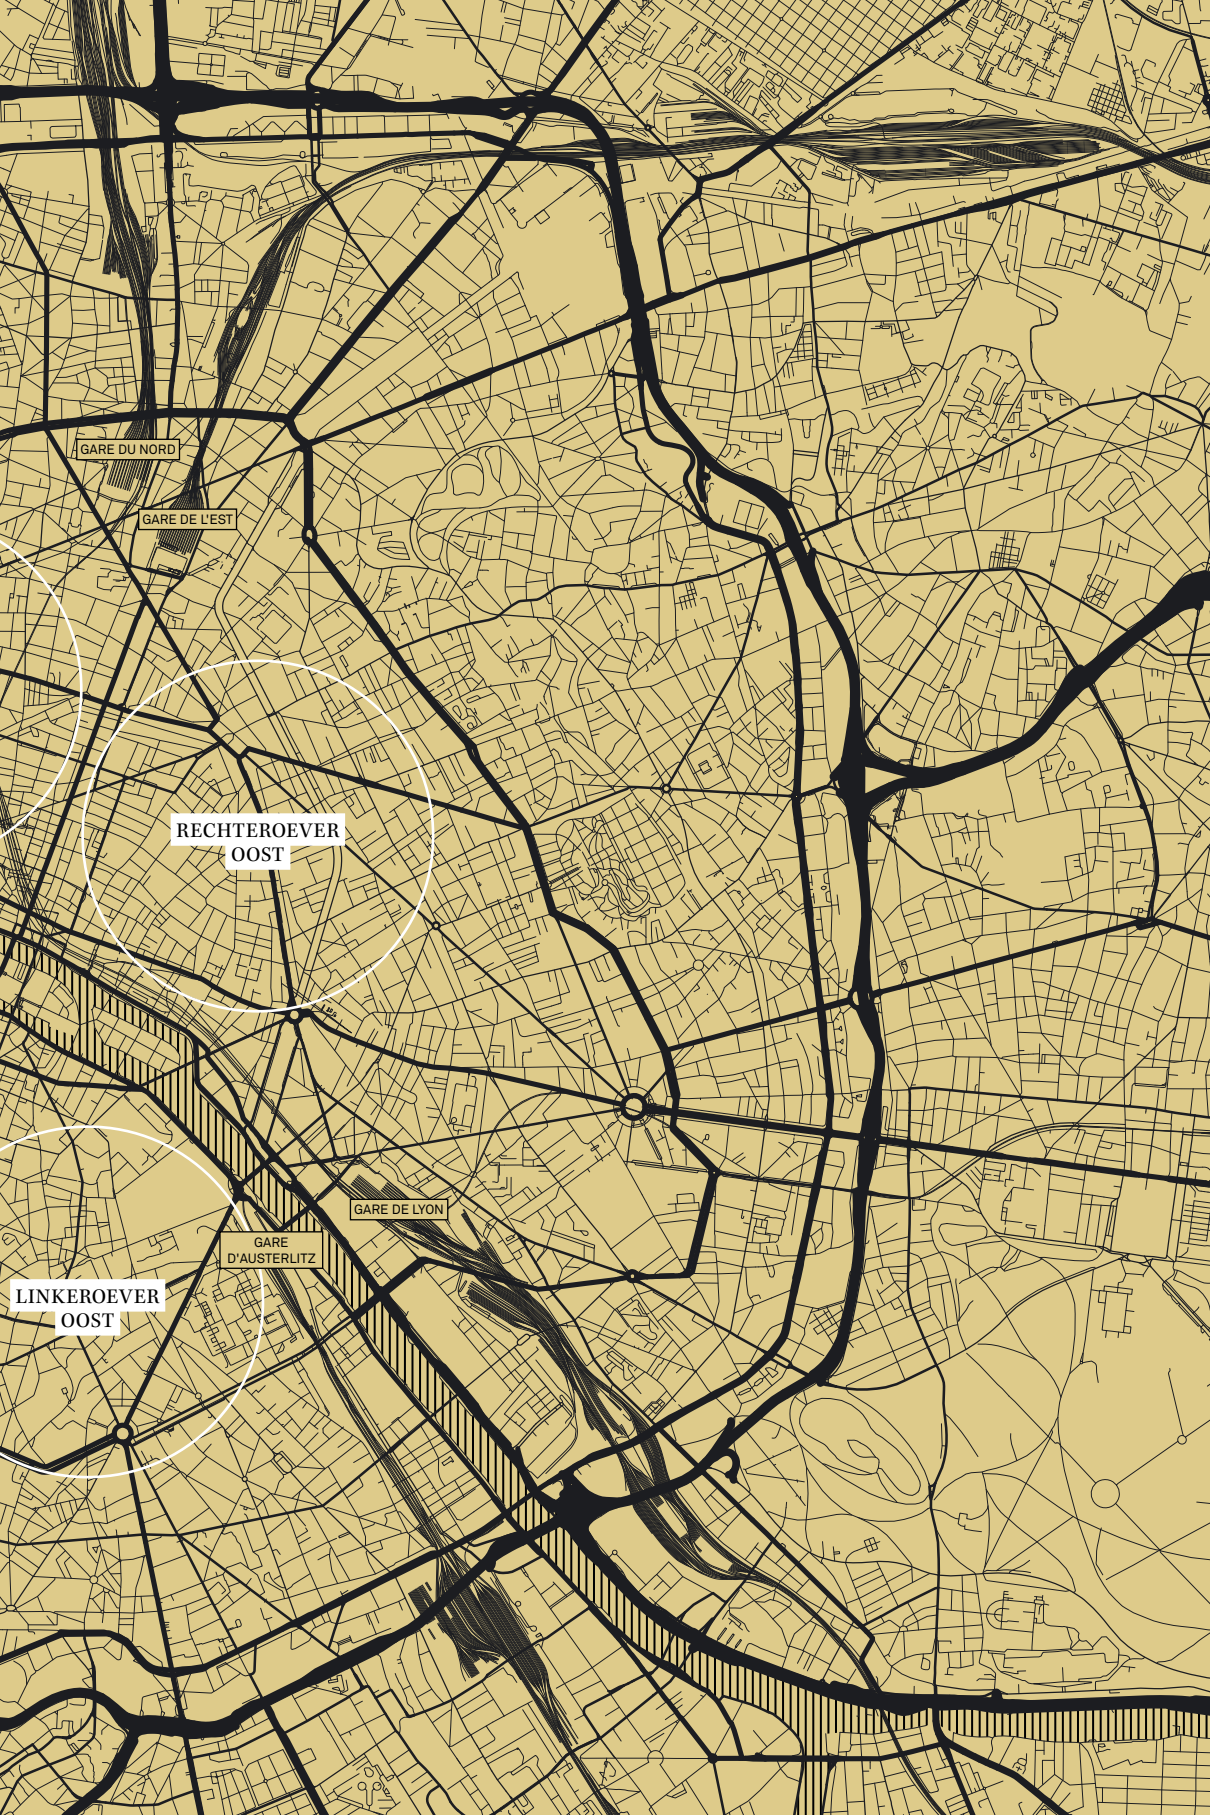 GARE DU NORD
GARE DE L'EST
RECHTEROEVER
OOST
GARE DE LYON
GARE
D'AUSTERLITZ
LINKEROEVER
OOST